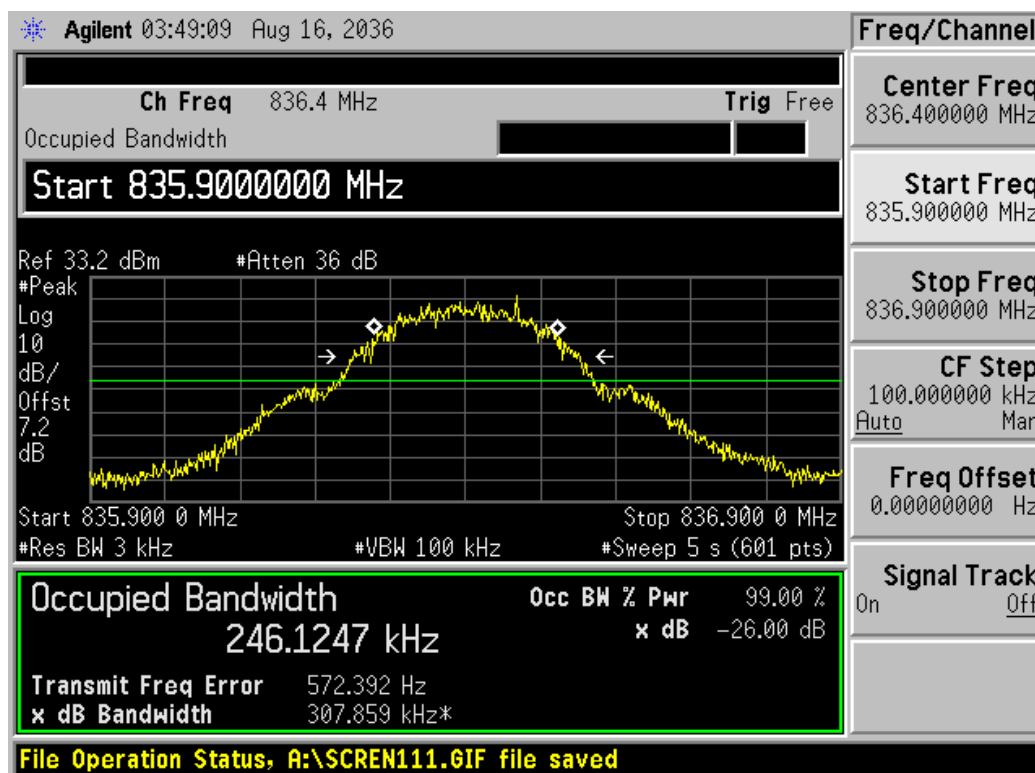 Agilent 03:49:09 Aug 16, 2036
Freq/Channel
Ch Freq 836.4 MHz
Trig Free
Occupied Bandwidth
Start 835.9000000 MHz
Ref 33.2 dBm
#Atten 36 dB
#Peak
Log
10
dB/
Offst
7.2
dB
Start 835.900 0 MHz
Stop 836.900 0 MHz
#Res BW 3 kHz
#VBW 100 kHz
#Sweep 5 s (601 pts)
Occupied Bandwidth
246.1247 kHz
Occ BW % Pwr 99.00 %
x dB -26.00 dB
Transmit Freq Error 572.392 Hz
x dB Bandwidth 307.859 kHz*
File Operation Status, A:\SCREN111.GIF file saved
Center Freq
836.400000 MHz
Start Freq
835.900000 MHz
Stop Freq
836.900000 MHz
CF Step
100.000000 kHz
Auto Man
Freq Offset
0.00000000 Hz
Signal Track
On Off